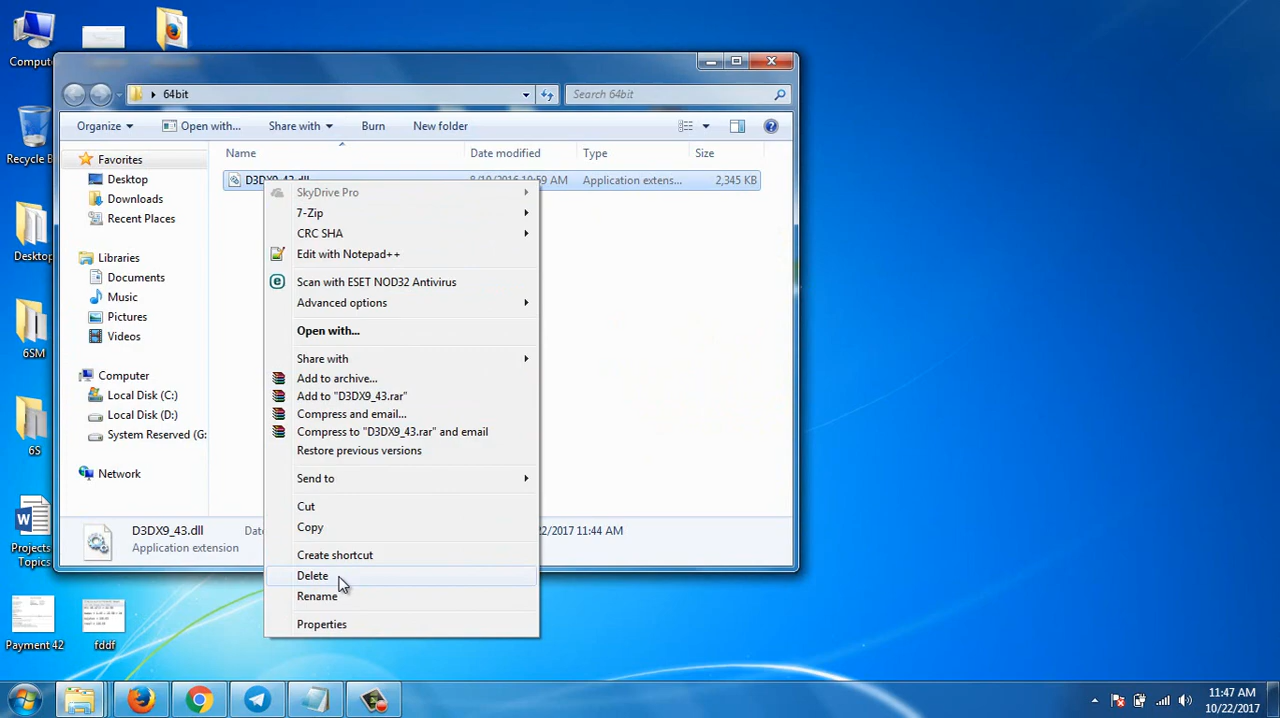 Comput
64bit
Search 64bit
Organize
Open with...
Share with
Burn
New folder
Name
Date modified
Type
Size
D3DX9_43.dll
8/10/2016 10:59 AM
Application extens...
2,345 KB
Recycle B
Desktop
6SM
6S
Projects
Topics
Payment 42
fddf
Favorites
Desktop
Downloads
Recent Places
Libraries
Documents
Music
Pictures
Videos
Computer
Local Disk (C:)
Local Disk (D:)
System Reserved (G:
Network
SkyDrive Pro
7-Zip
CRC SHA
Edit with Notepad++
Scan with ESET NOD32 Antivirus
Advanced options
Open with...
Share with
Add to archive...
Add to "D3DX9_43.rar"
Compress and email...
Compress to "D3DX9_43.rar" and email
Restore previous versions
Send to
Cut
Copy
Create shortcut
Delete
Rename
Properties
D3DX9_43.dll
Date
22/2017 11:44 AM
Application extension
11:47 AM
10/22/2017